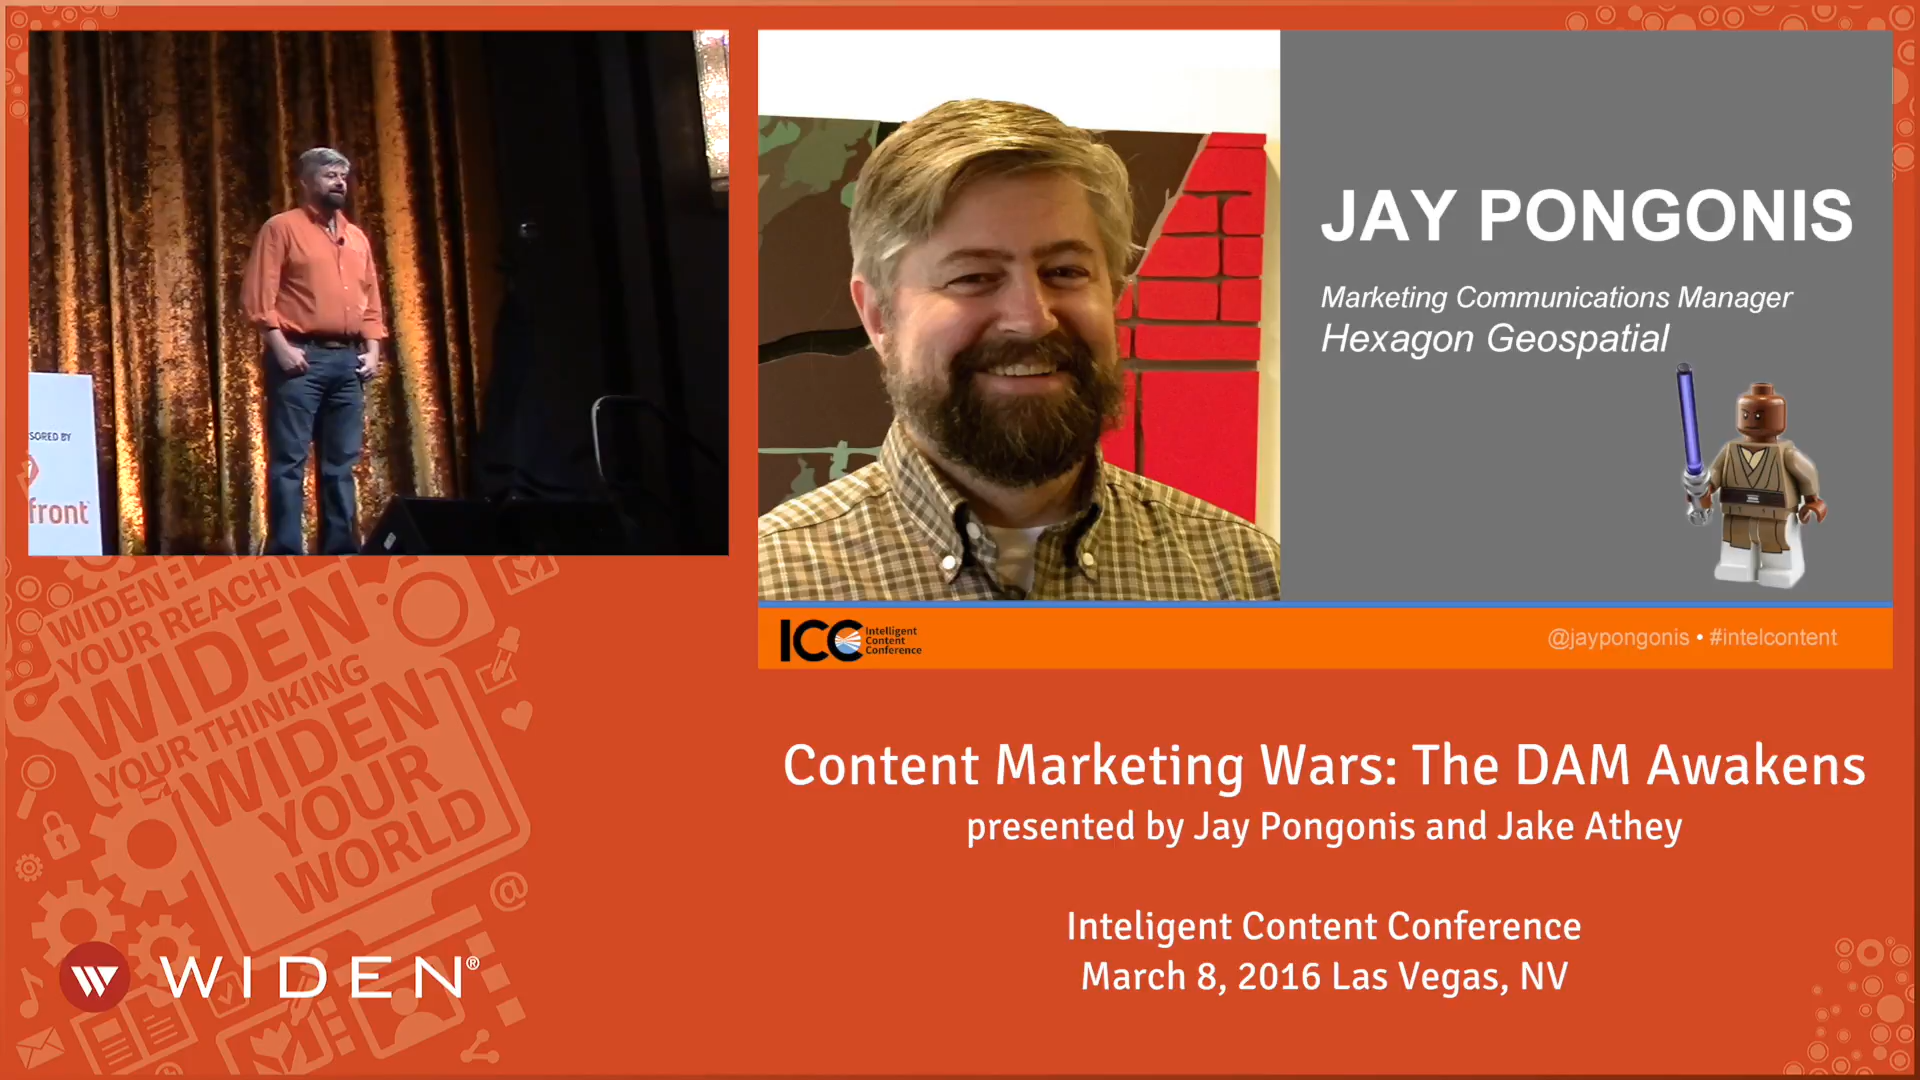 SORED BY
front
JAY PONGONIS
Marketing Communications Manager
Hexagon Geospatial
ICC Intelligent
Content
Conference
@jaypongonis • #intelcontent
Content Marketing Wars: The DAM Awakens
presented by Jay Pongonis and Jake Athey
Inteligent Content Conference
March 8, 2016 Las Vegas, NV
WIDEN
YOUR REACH
WIDEN
YOUR THINKING
WIDEN
YOUR
WORLD
@
W WIDEN®